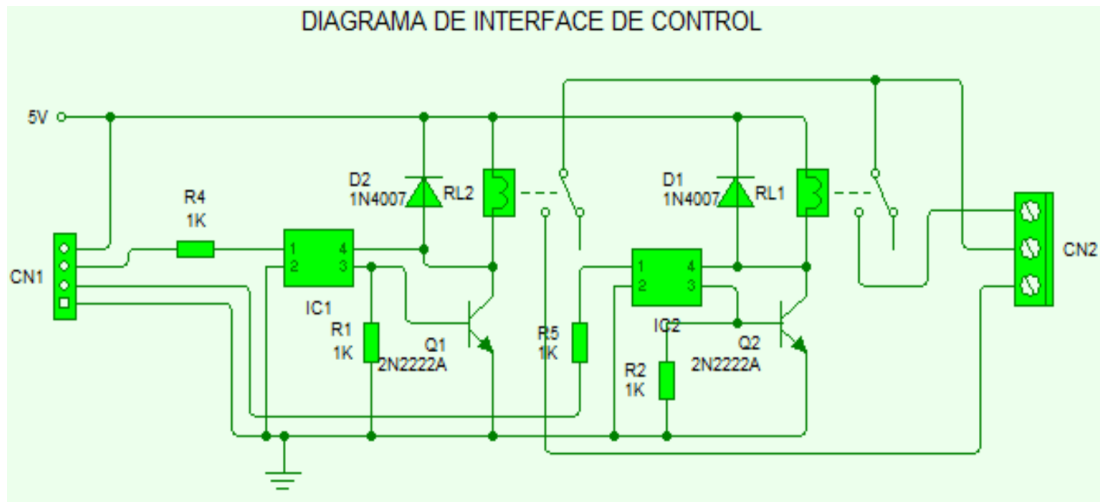 DIAGRAMA DE INTERFACE DE CONTROL
5V
D2
1N4007
RL2
D1
1N4007
RL1
R4
1K
CN1
1
4
2
3
IC1
R1
1K
Q1
2N2222A
R5
1K
1
4
2
3
IC2
R2
1K
Q2
2N2222A
CN2